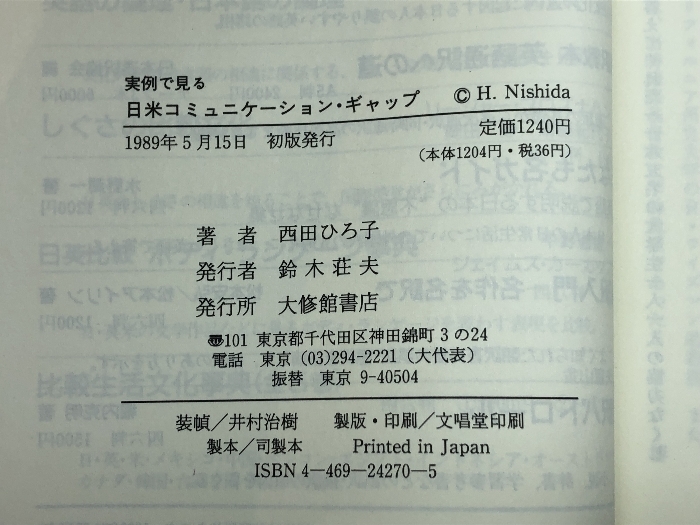 実例で見る
日米コミュニケーション・ギャップ © H. Nishida
1989年5月15日 初版発行 定価1240円
(本体1204円・税36円)
著者 西田ひろ子
発行者 鈴木荘夫
発行所 大修館書店
〠101 東京都千代田区神田錦町3の24
電話 東京 (03)294-2221 (大代表)
振替 東京 9-40504
装幀/井村治樹 製版・印刷/文唱堂印刷
製本/司製本 Printed in Japan
ISBN4-469-24270-5